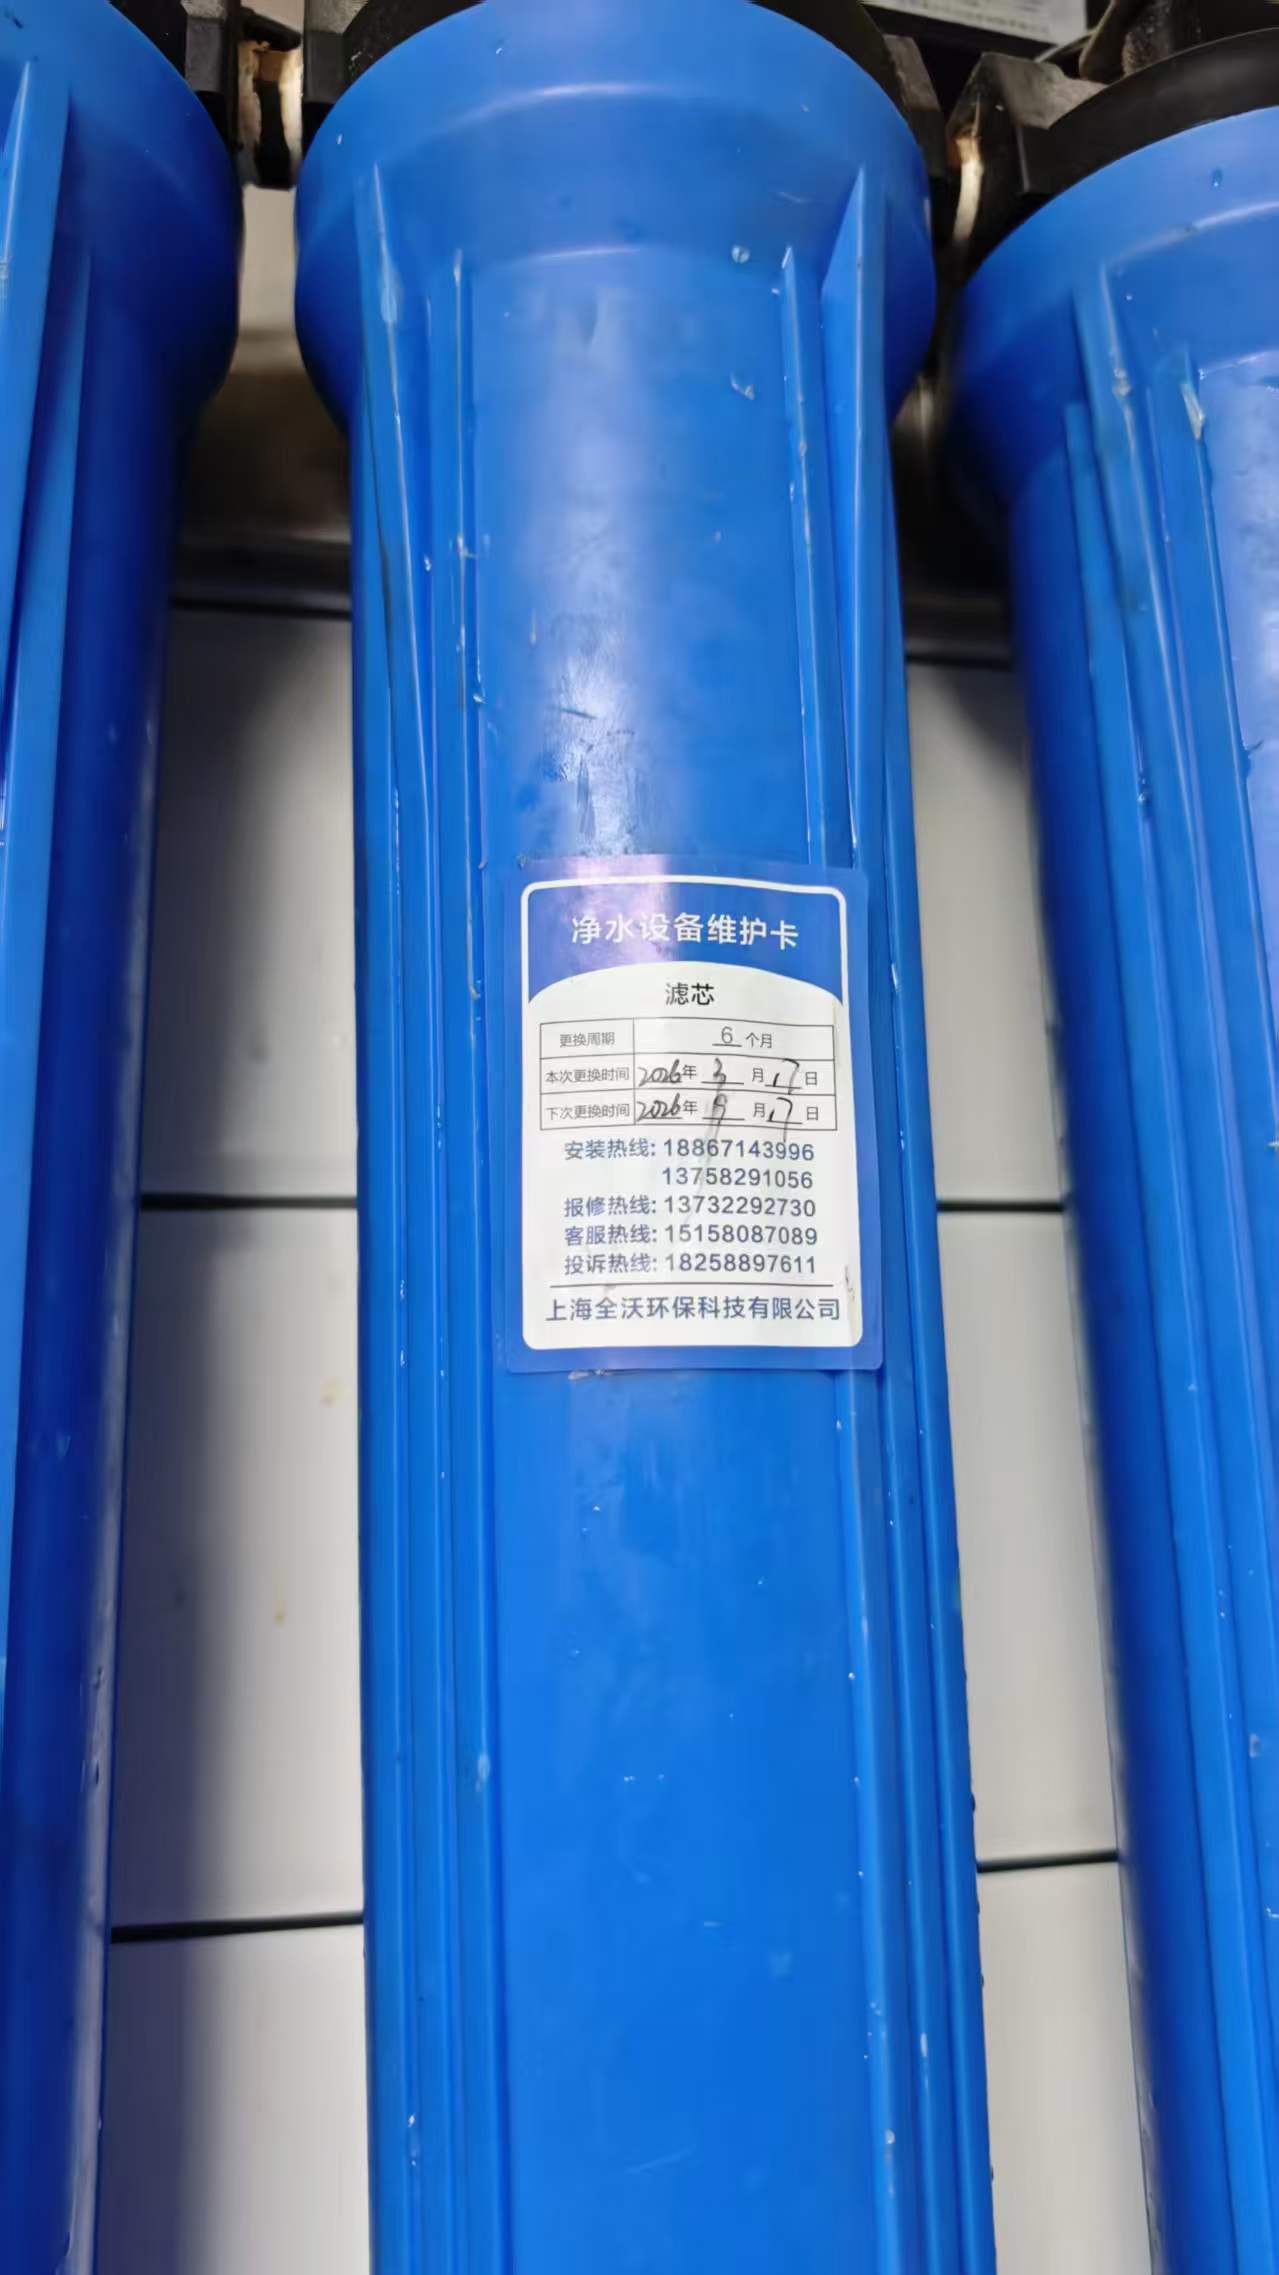 净水设备维护卡
滤芯
更换周期 6 个月
本次更换时间 2026年 3 月 17 日
下次更换时间 2026年 9 月 17 日
安装热线: 18867143996
13758291056
报修热线: 13732292730
客服热线: 15158087089
投诉热线: 18258897611
上海全沃环保科技有限公司